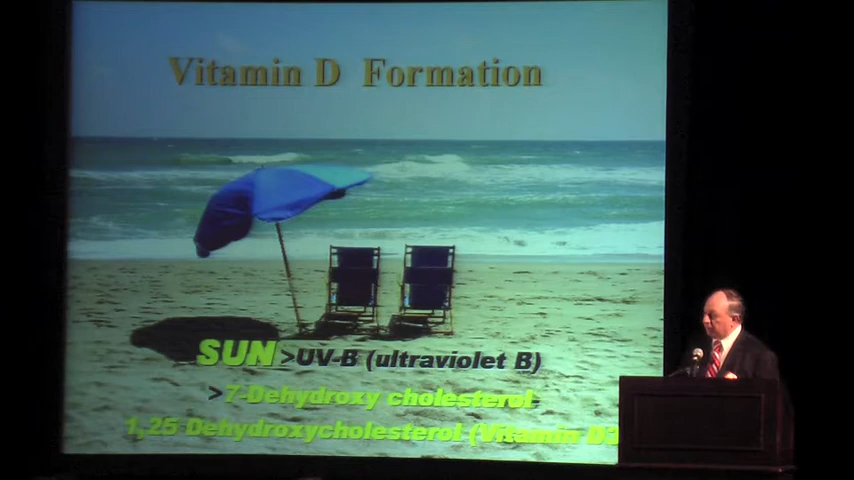 Vitamin D Formation
SUN >UV-B (ultraviolet B)
>7-Dehydroxy cholesterol
1,25 Dehydroxycholesterol (Vitamin D3